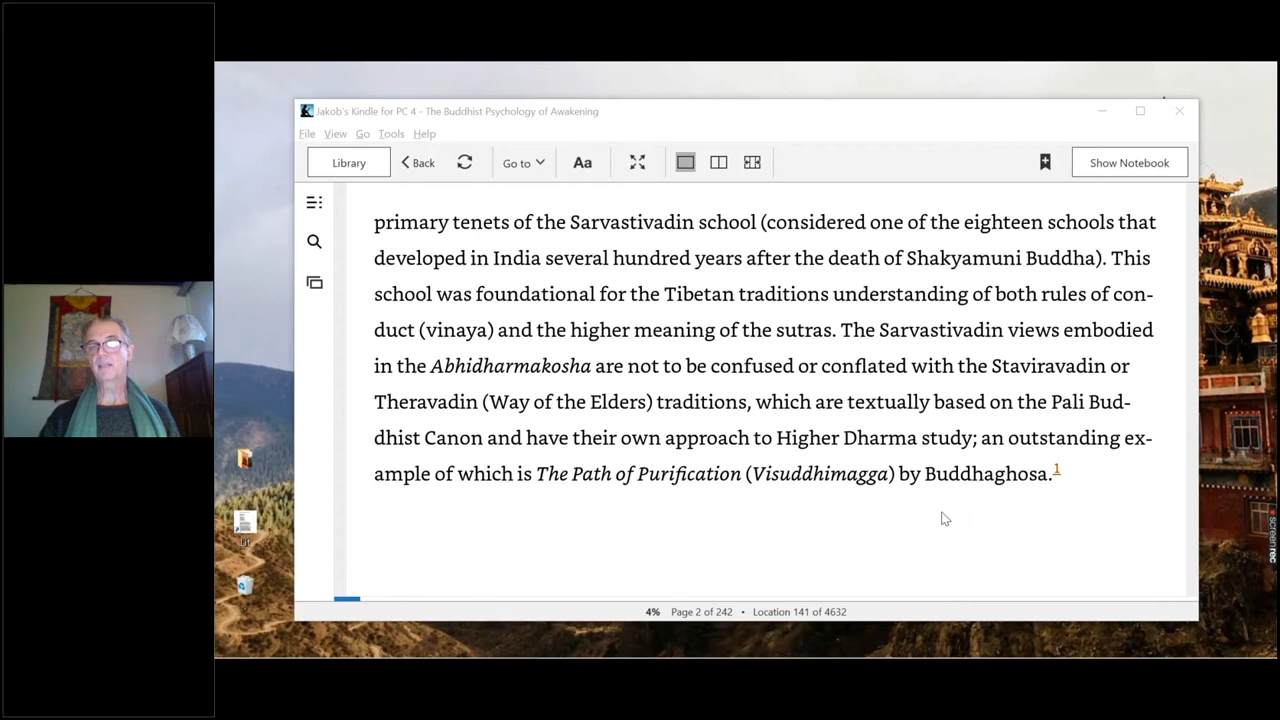 Jakob's Kindle for PC 4 - The Buddhist Psychology of Awakening
File View Go Tools Help
Library Back Go to Aa Show Notebook
primary tenets of the Sarvastivadin school (considered one of the eighteen schools that
developed in India several hundred years after the death of Shakyamuni Buddha). This
school was foundational for the Tibetan traditions understanding of both rules of con-
duct (vinaya) and the higher meaning of the sutras. The Sarvastivadin views embodied
in the Abhidharmakosha are not to be confused or conflated with the Staviravadin or
Theravadin (Way of the Elders) traditions, which are textually based on the Pali Bud-
dhist Canon and have their own approach to Higher Dharma study; an outstanding ex-
ample of which is The Path of Purification (Visuddhimagga) by Buddhaghosa.1
4% Page 2 of 242 • Location 141 of 4632
Lit
screenrec